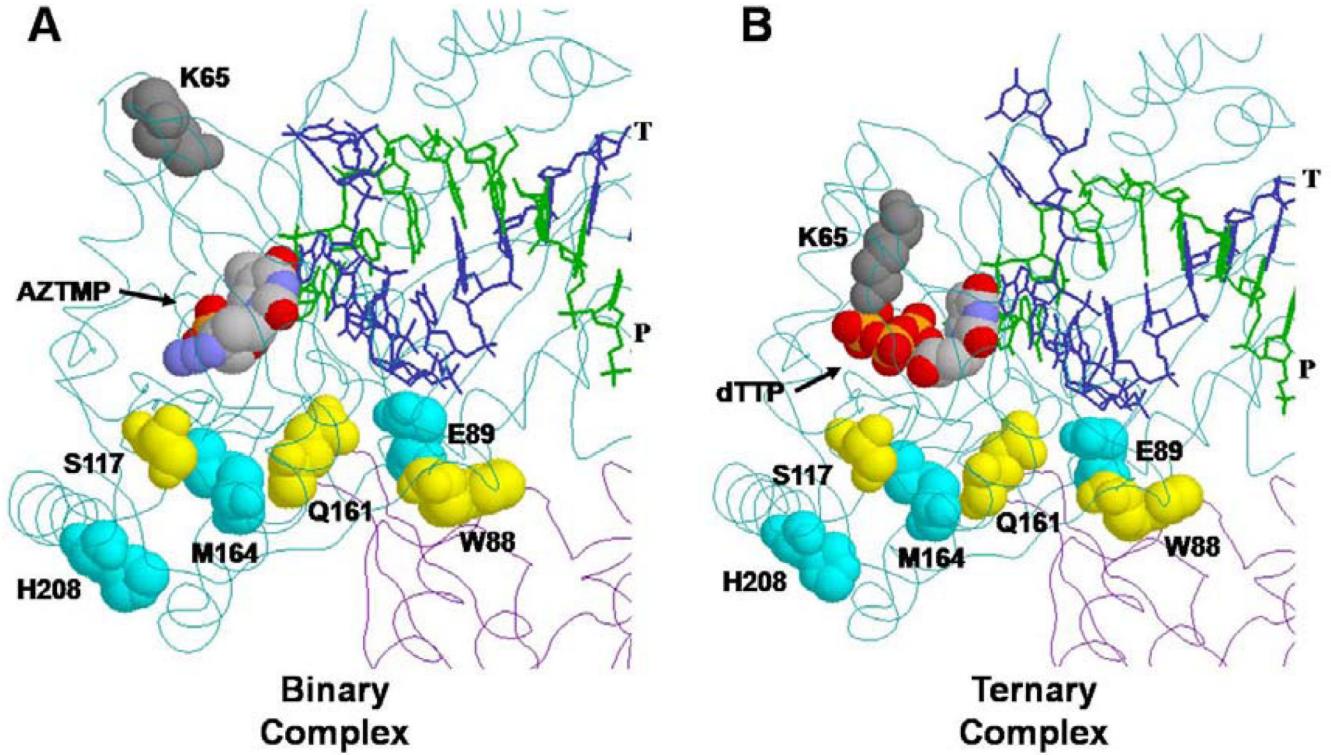 A
K65
T
AZTMP
P
E89
S117
Q161
W88
M164
H208
Binary
Complex
B
T
K65
P
dTTP
E89
S117
Q161
W88
M164
H208
Ternary
Complex